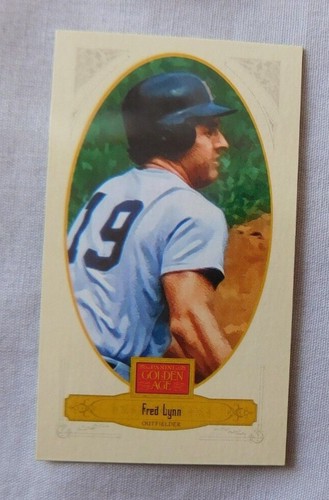 19
GOLDEN
AGE
Fred Lynn
OUTFIELDER